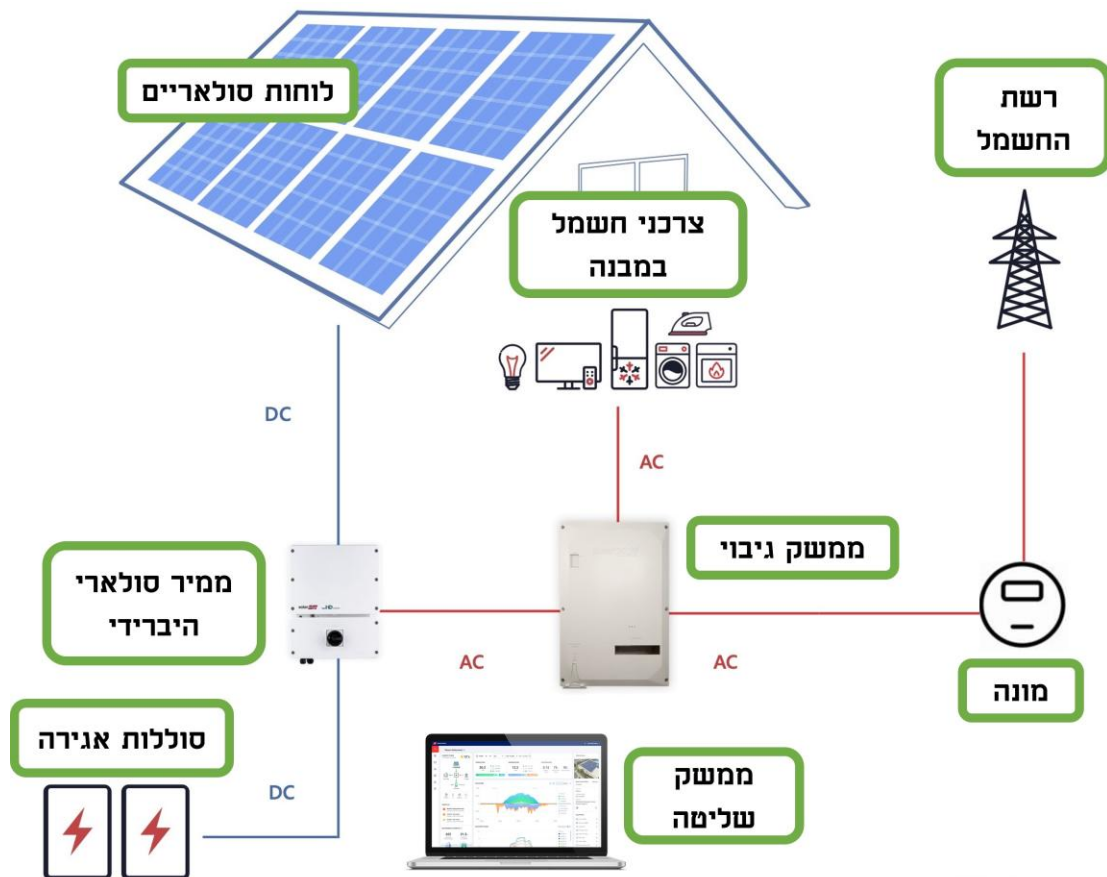 לוחות סולאריים
רשת
החשמל
צרכני חשמל
במבנה
DC
AC
ממשק גיבוי
ממיר סולארי
היברידי
AC
AC
מונה
סוללות אגירה
DC
ממשק
שליטה